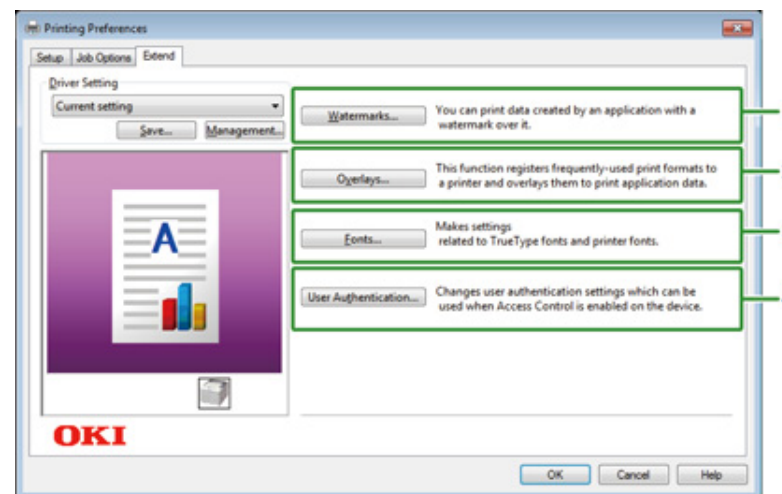 Printing Preferences
Setup Job Options Extend
Driver Setting
Current setting
Save... Management...
Watermarks... You can print data created by an application with a
watermark over it.
Overlays... This function registers frequently-used print formats to
a printer and overlays them to print application data.
Fonts... Makes settings
related to TrueType fonts and printer fonts.
User Authentication... Changes user authentication settings which can be
used when Access Control is enabled on the device.
A
OKI
OK Cancel Help